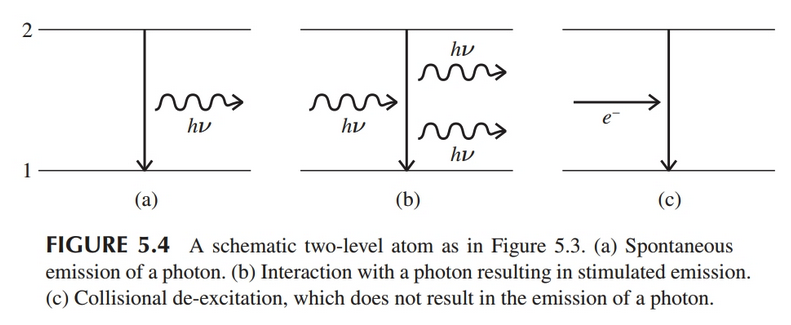 2
1
hν
hν
hν
hν
e⁻
(a)
(b)
(c)
FIGURE 5.4 A schematic two-level atom as in Figure 5.3. (a) Spontaneous
emission of a photon. (b) Interaction with a photon resulting in stimulated emission.
(c) Collisional de-excitation, which does not result in the emission of a photon.